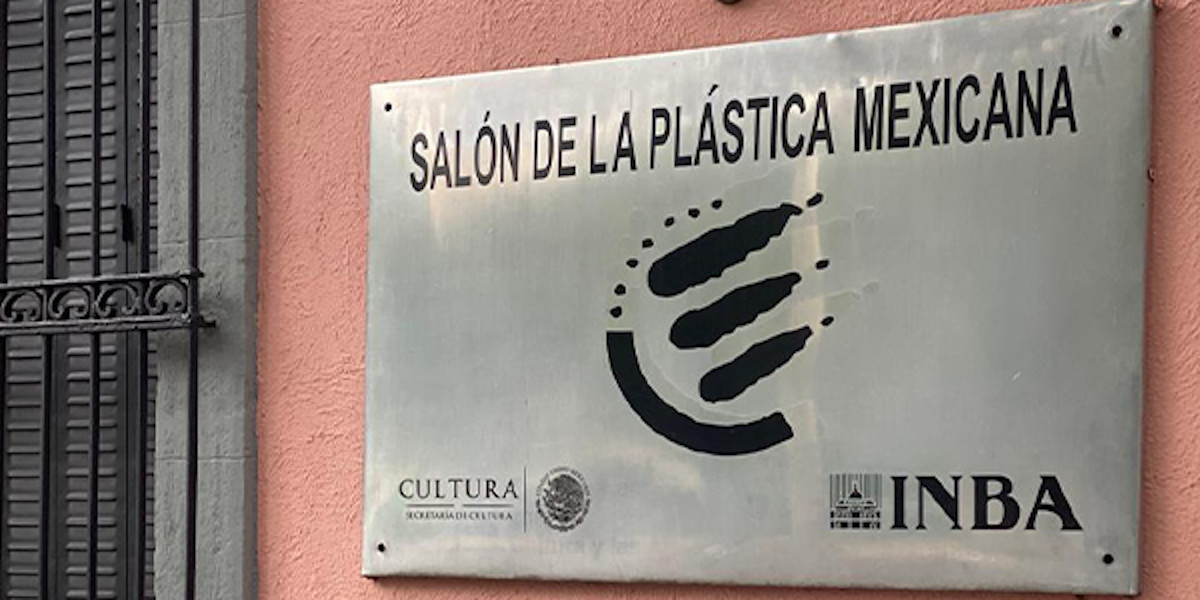 SALÓN DE LA PLÁSTICA MEXICANA
CULTURA
SECRETARÍA DE CULTURA
INBA